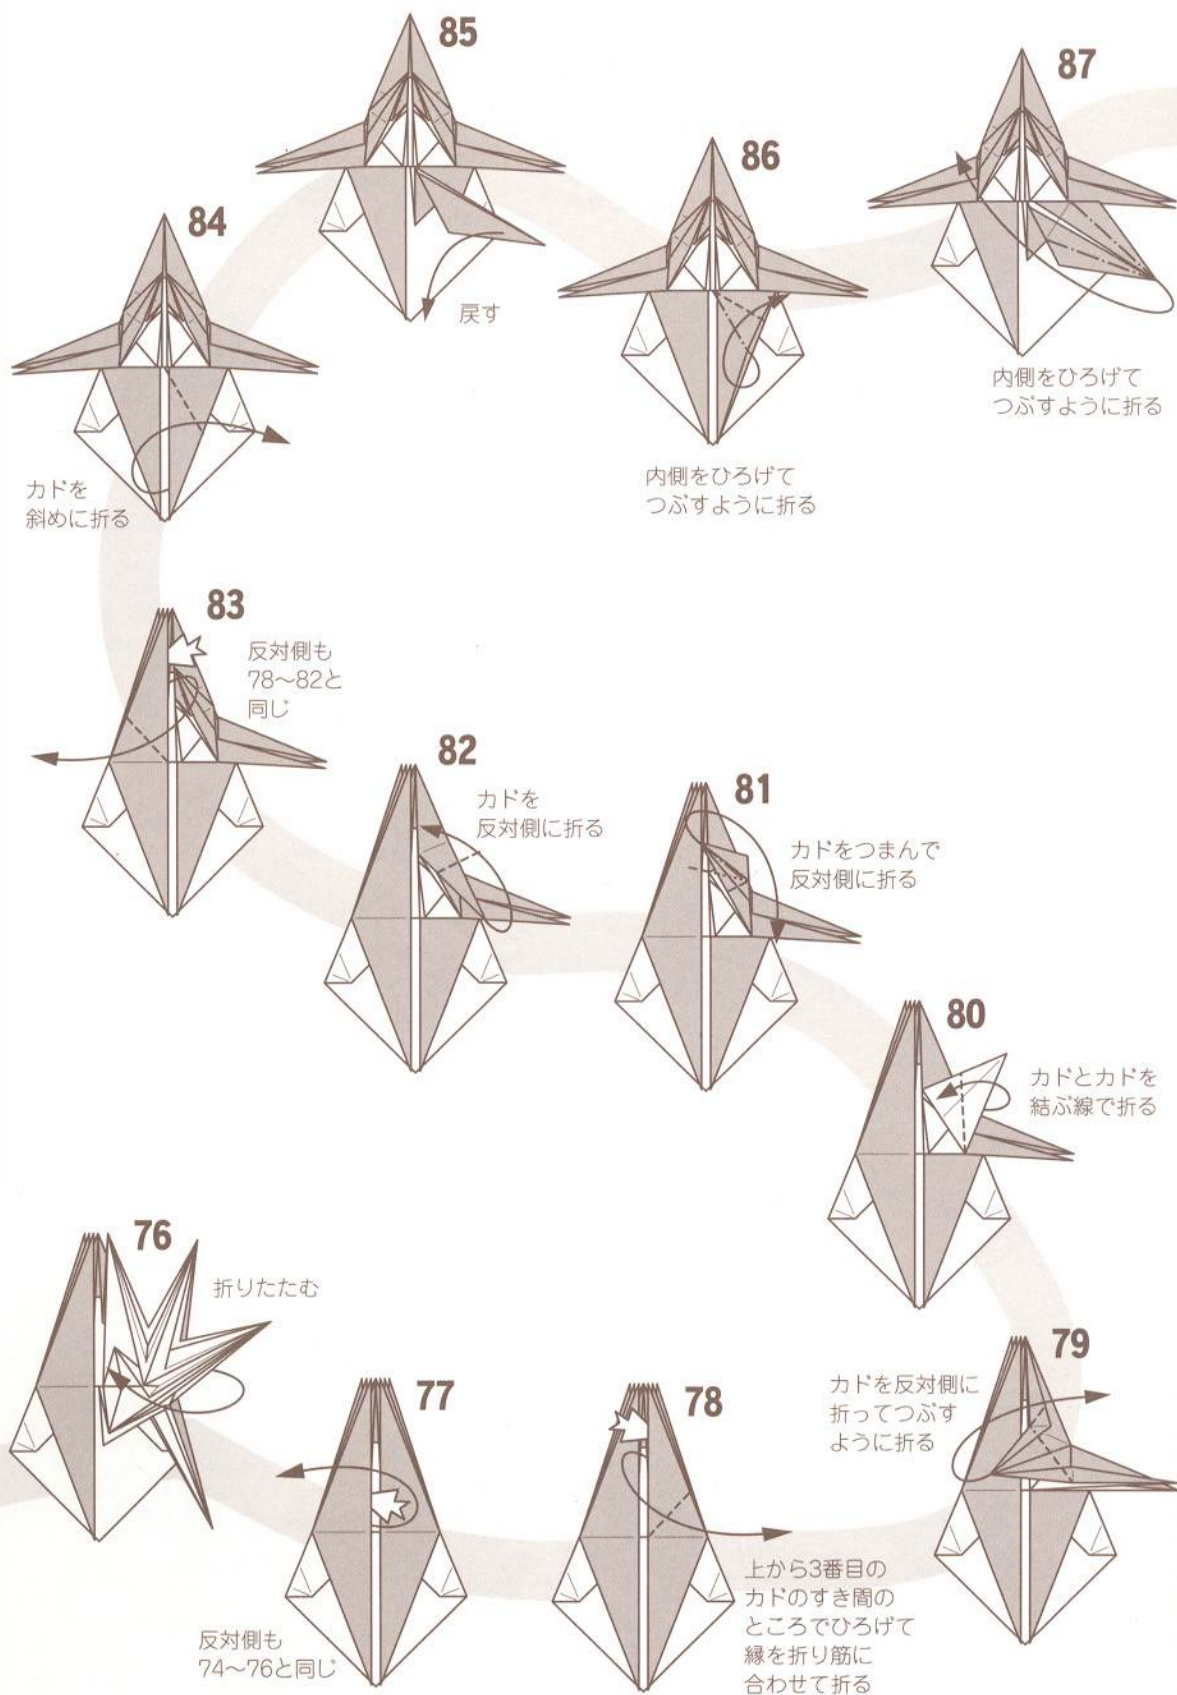 76
折りたたむ
77
反対側も
74〜76と同じ
78
上から3番目の
カドのすき間の
ところでひろげて
縁を折り筋に
合わせて折る
79
カドを反対側に
折ってつぶす
ように折る
80
カドとカドを
結ぶ線で折る
81
カドをつまんで
反対側に折る
82
カドを
反対側に折る
83
反対側も
78〜82と
同じ
84
カドを
斜めに折る
85
戻す
86
内側をひろげて
つぶすように折る
87
内側をひろげて
つぶすように折る